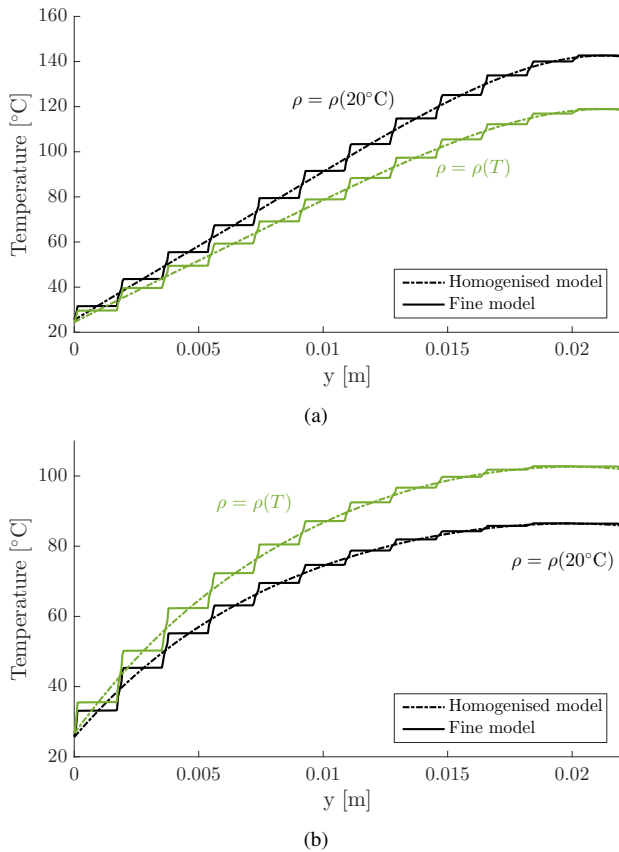 140
120
100
80
60
40
20
Temperature [°C]
ρ = ρ(20°C)
ρ = ρ(T)
Homogenised model
Fine model
0 0.005 0.01 0.015 0.02
y [m]
(a)
100
80
60
40
20
Temperature [°C]
ρ = ρ(T)
ρ = ρ(20°C)
Homogenised model
Fine model
0 0.005 0.01 0.015 0.02
y [m]
(b)